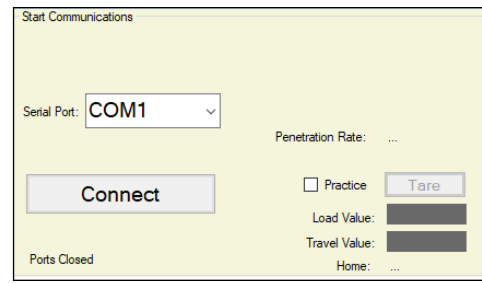 Start Communications
Serial Port: COM1
Penetration Rate: ...
Connect
Practice Tare
Load Value:
Travel Value:
Ports Closed
Home: ...